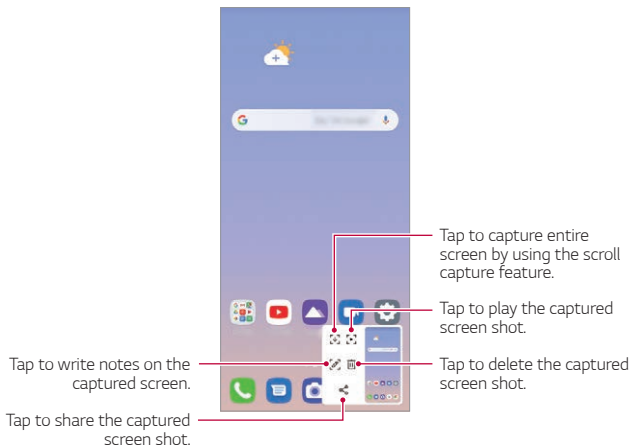 Tap to capture entire
screen by using the scroll
capture feature.
Tap to play the captured
screen shot.
Tap to write notes on the
captured screen.
Tap to delete the captured
screen shot.
Tap to share the captured
screen shot.